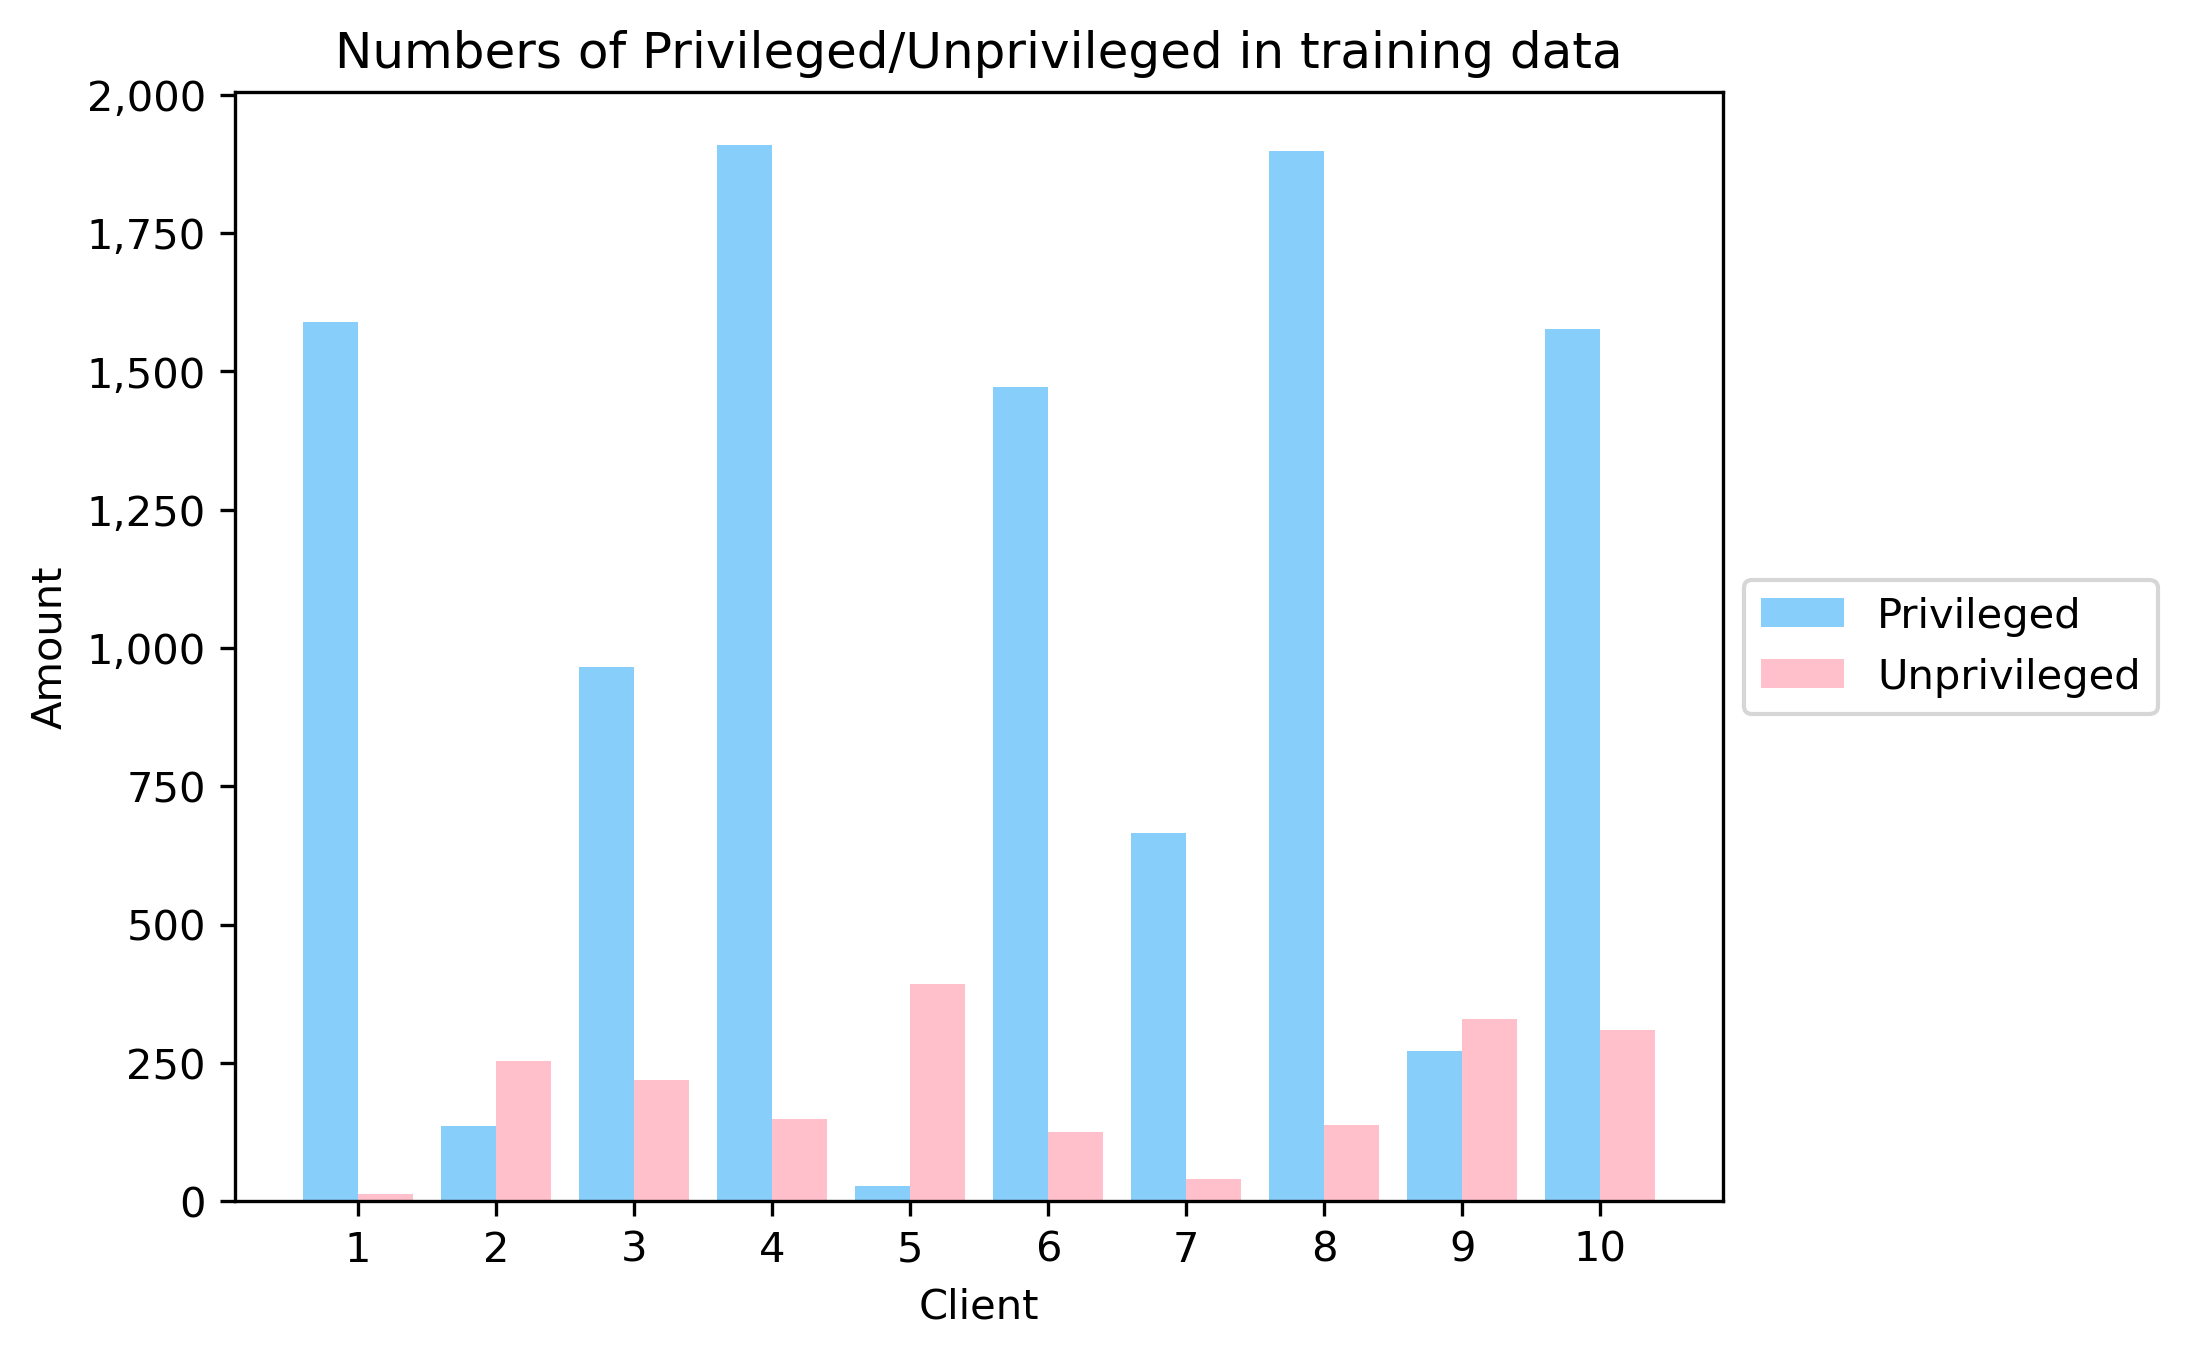 Numbers of Privileged/Unprivileged in training data
2,000
1,750
1,500
1,250
1,000
750
500
250
0
Amount
1 2 3 4 5 6 7 8 9 10
Client
Privileged
Unprivileged